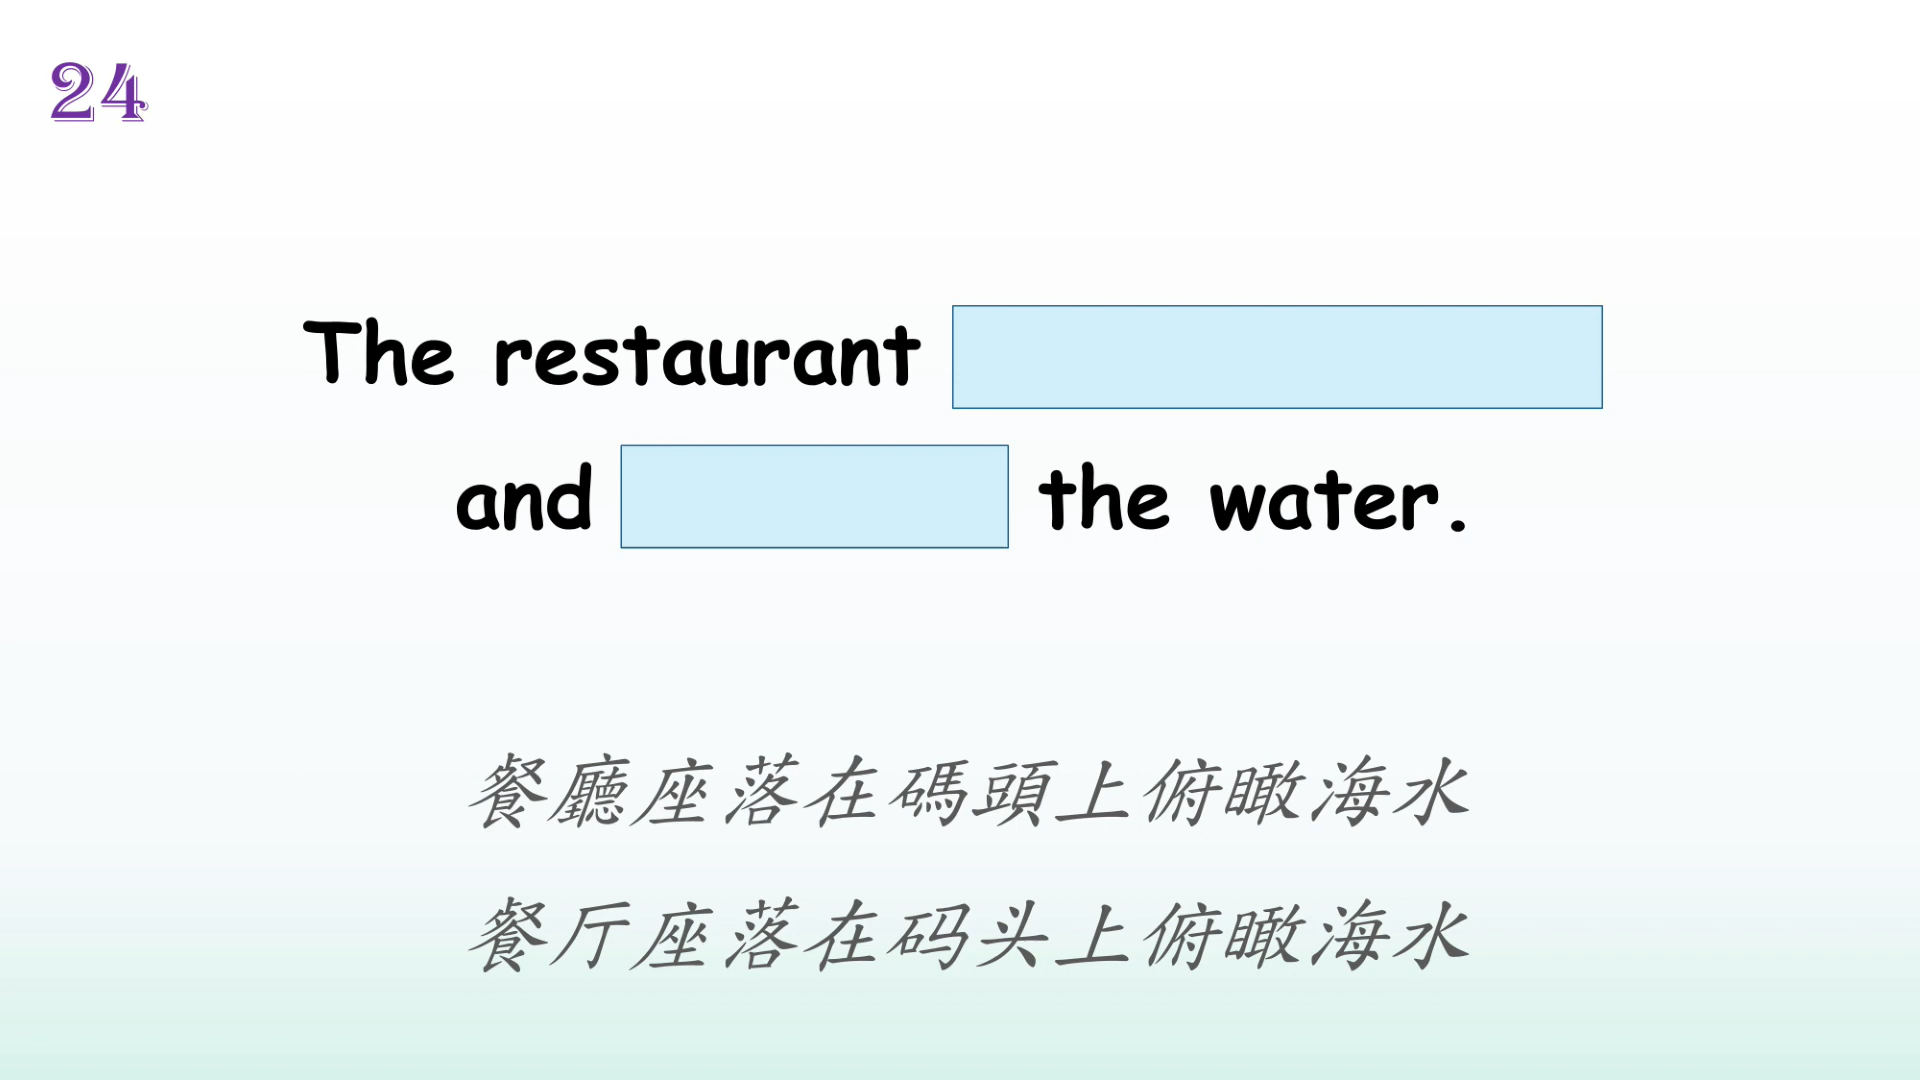 24
The restaurant
and the water.
餐廳座落在碼頭上俯瞰海水
餐厅座落在码头上俯瞰海水